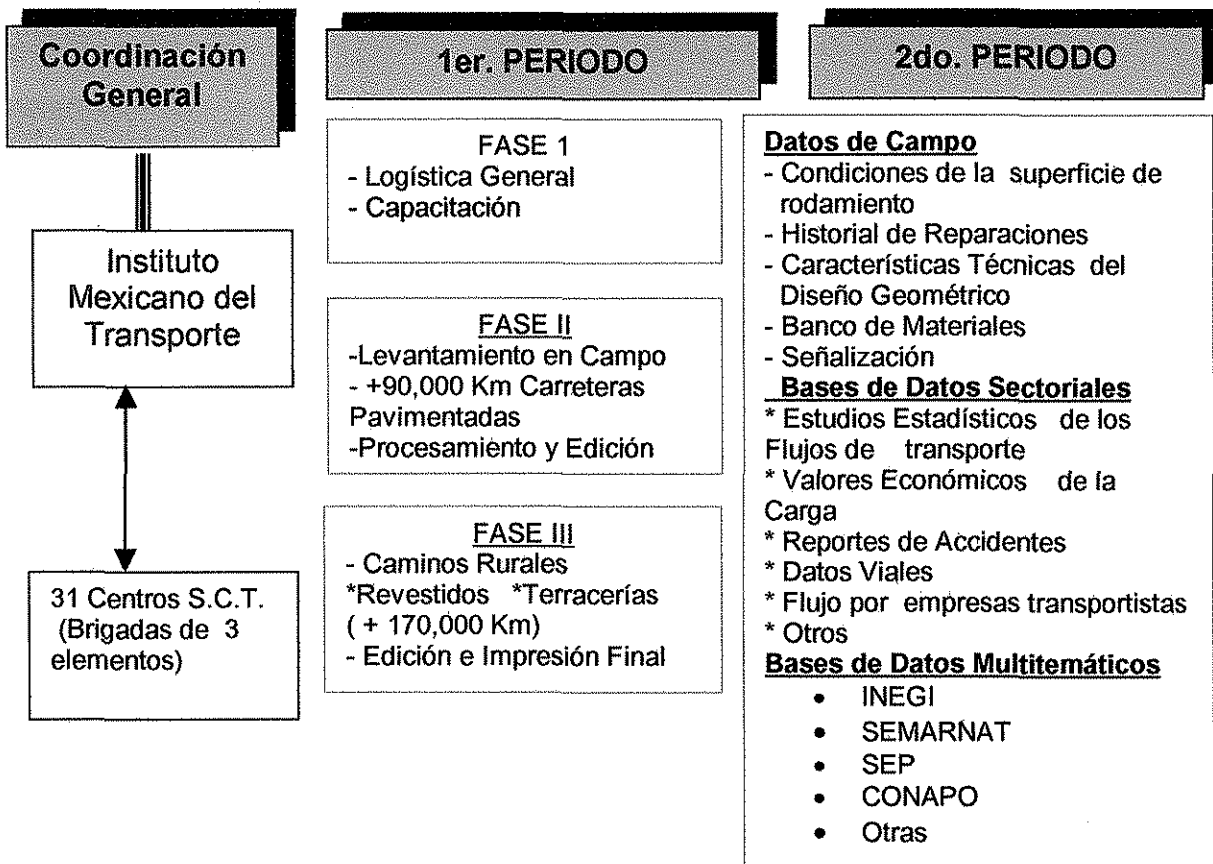 Coordinación
General
Instituto
Mexicano del
Transporte
31 Centros S.C.T.
(Brigadas de 3
elementos)
1er. PERIODO
FASE 1
- Logística General
- Capacitación
FASE II
-Levantamiento en Campo
- +90,000 Km Carreteras
Pavimentadas
-Procesamiento y Edición
FASE III
- Caminos Rurales
*Revestidos *Terracerías
( + 170,000 Km)
- Edición e Impresión Final
2do. PERIODO
Datos de Campo
- Condiciones de la superficie de
rodamiento
- Historial de Reparaciones
- Características Técnicas del
Diseño Geométrico
- Banco de Materiales
- Señalización
Bases de Datos Sectoriales
* Estudios Estadísticos de los
Flujos de transporte
* Valores Económicos de la
Carga
* Reportes de Accidentes
* Datos Viales
* Flujo por empresas transportistas
* Otros
Bases de Datos Multitemáticos
• INEGI
• SEMARNAT
• SEP
• CONAPO
• Otras